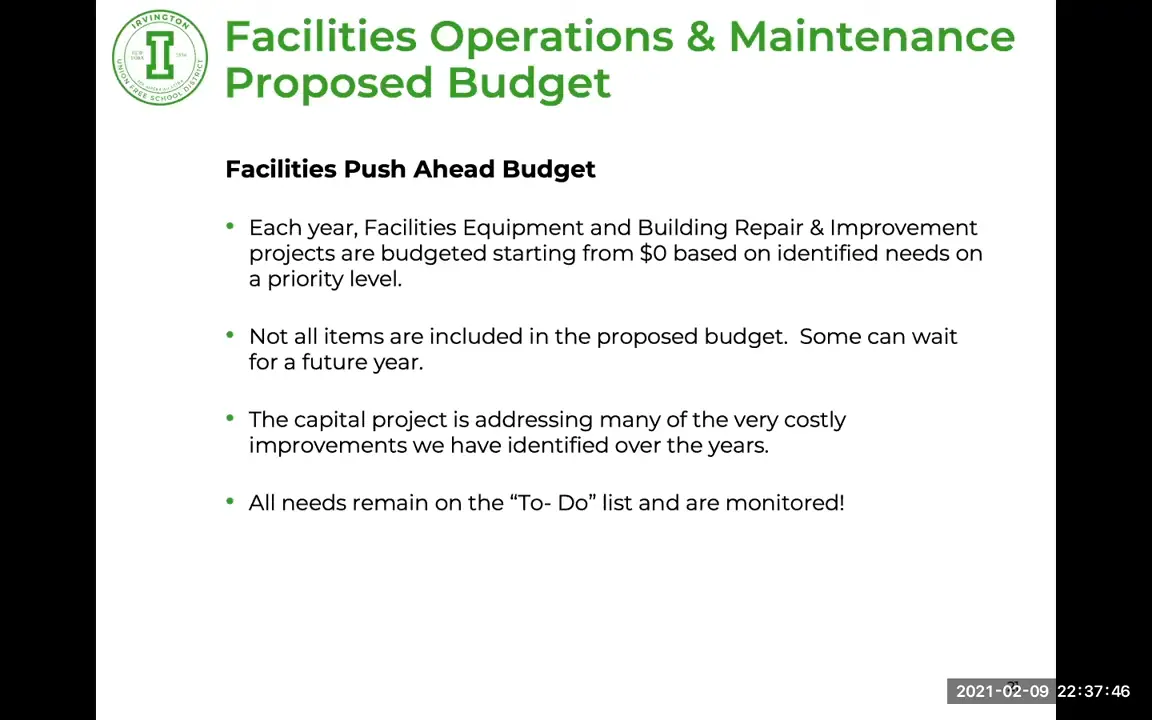 IRVINGTON
UNION FREE SCHOOL DISTRICT
Facilities Operations & Maintenance
Proposed Budget
Facilities Push Ahead Budget
• Each year, Facilities Equipment and Building Repair & Improvement
projects are budgeted starting from $0 based on identified needs on
a priority level.
• Not all items are included in the proposed budget.  Some can wait
for a future year.
• The capital project is addressing many of the very costly
improvements we have identified over the years.
• All needs remain on the “To- Do” list and are monitored!
2021-02-09 22:37:46